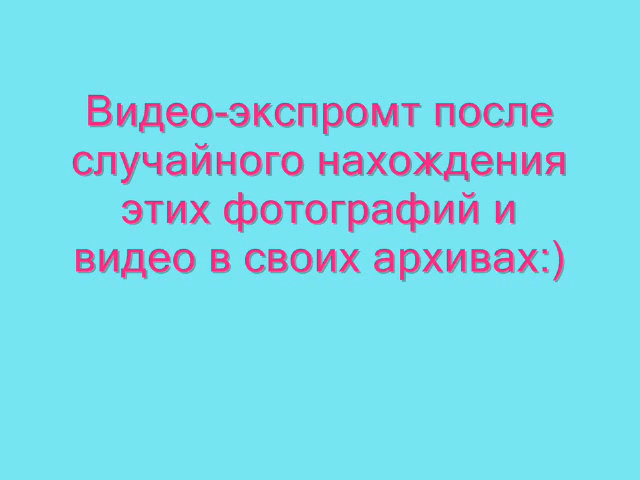 Видео-экспромт после
случайного нахождения
этих фотографий и
видео в своих архивах:)